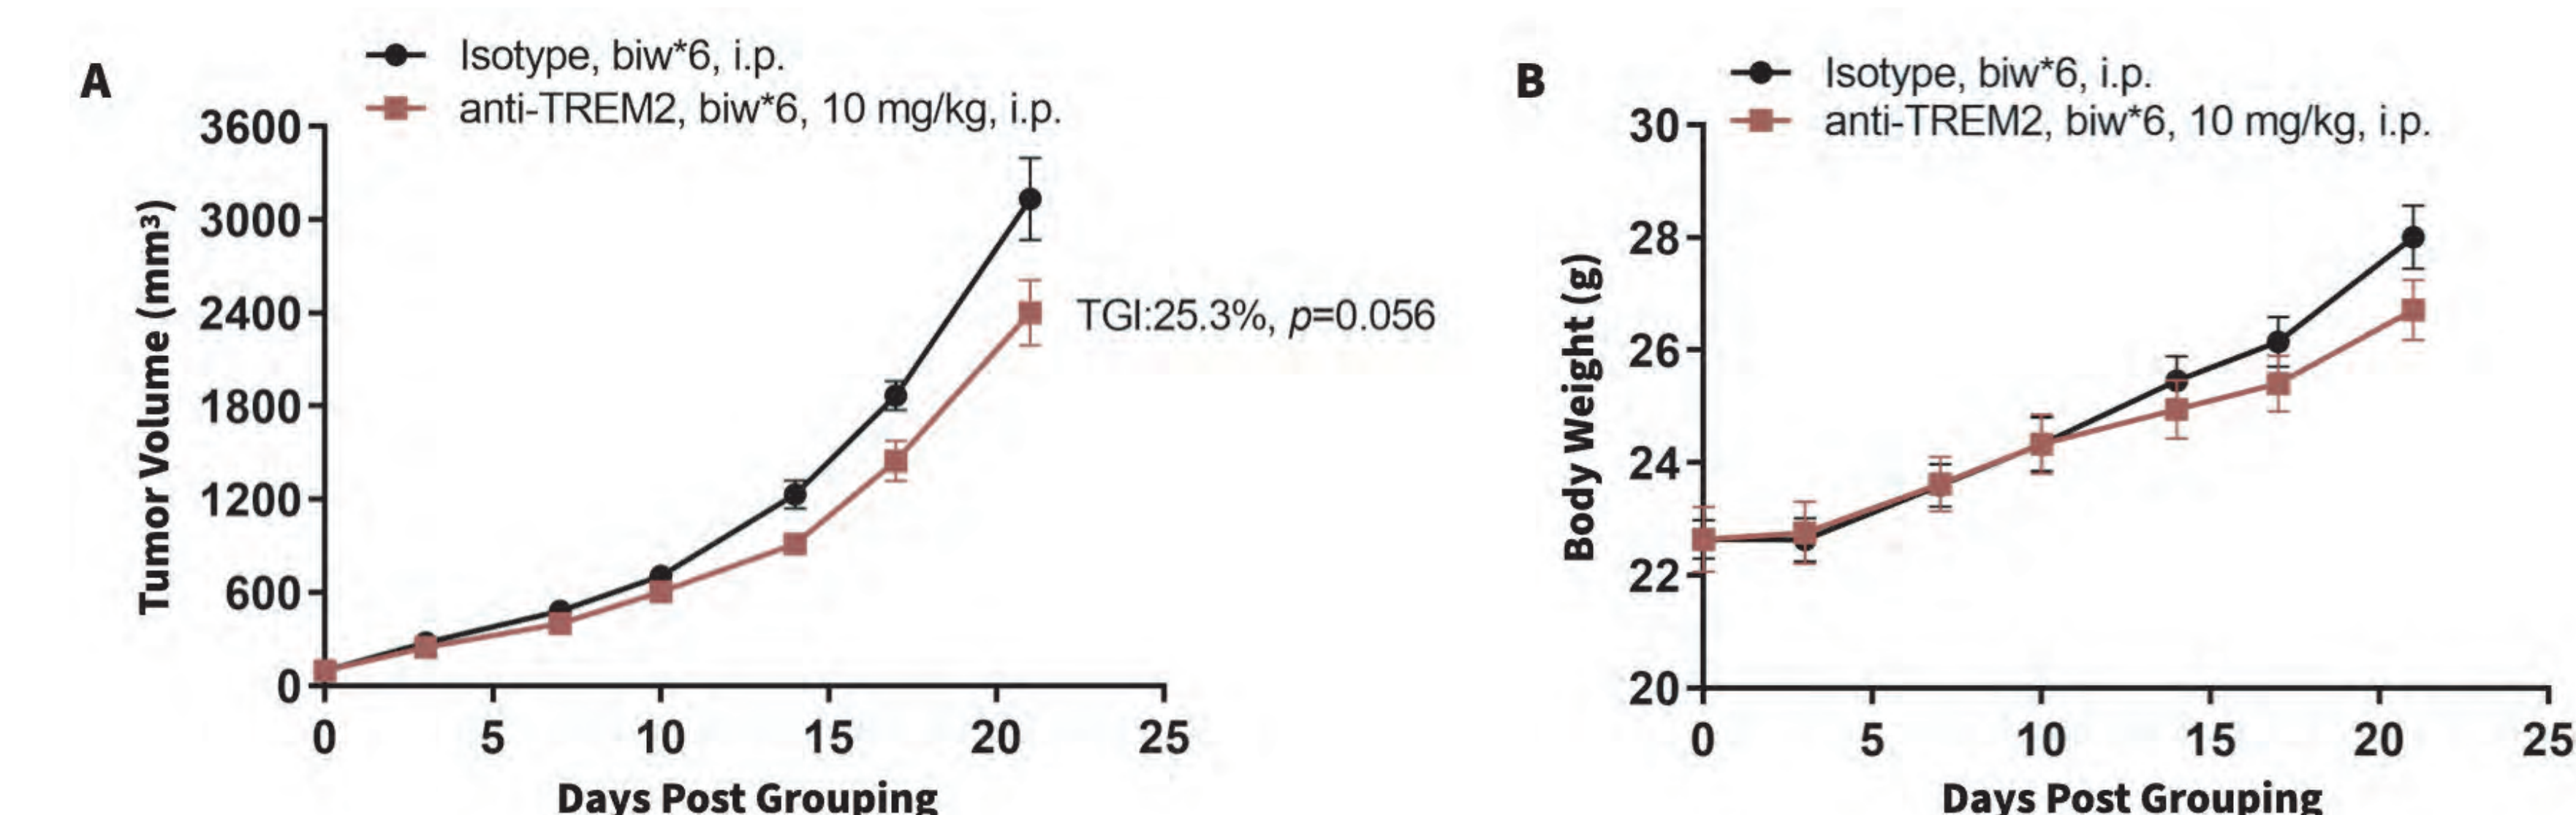 A
Isotype, biw*6, i.p.
anti-TREM2, biw*6, 10 mg/kg, i.p.
3600
3000
2400
1800
1200
600
0
Tumor Volume (mm³)
TGI:25.3%, p=0.056
0 5 10 15 20 25
Days Post Grouping
B
Isotype, biw*6, i.p.
anti-TREM2, biw*6, 10 mg/kg, i.p.
30
28
26
24
22
20
Body Weight (g)
0 5 10 15 20 25
Days Post Grouping